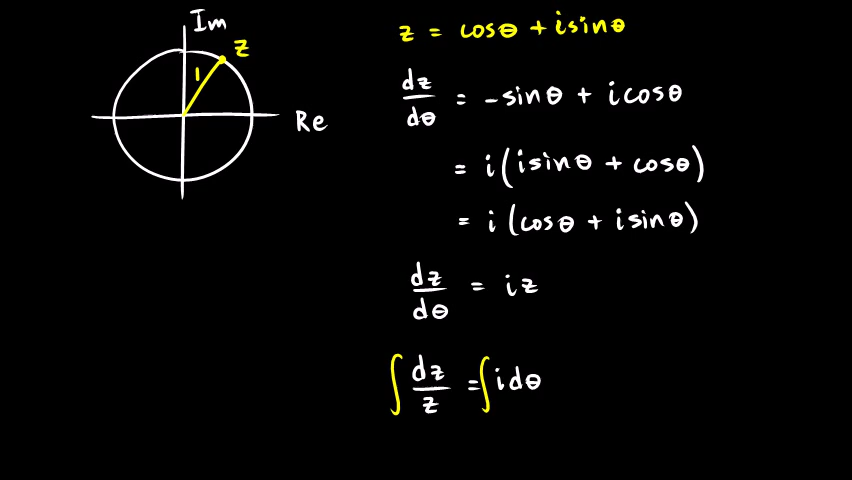 Im
z
1
Re
z = cosθ + isinθ
dz/dθ = -sinθ + icosθ
= i(isinθ + cosθ)
= i(cosθ + isinθ)
dz/dθ = iz
∫ dz/z = ∫ idθ